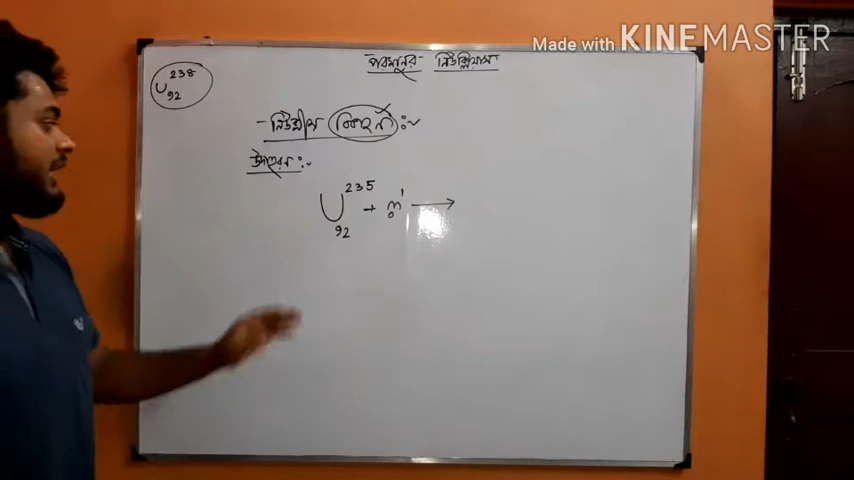 Made with KINEMASTER
পরমানুর নিউক্লিয়াস
U 238 92
নিউক্লীয় বিভাজন :~
উদাহরণ :~
U 235 92 + n 1 0 →